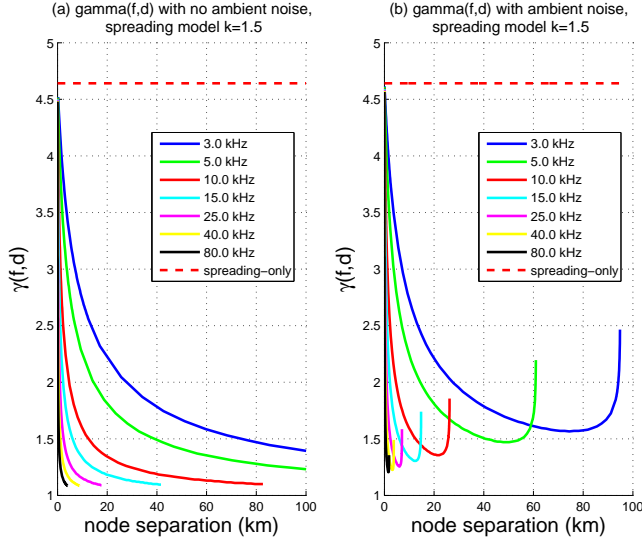 (a) gamma(f,d) with no ambient noise,
spreading model k=1.5
5
4.5
4
3.5
3
2.5
2
1.5
1
γ(f,d)
3.0 kHz
5.0 kHz
10.0 kHz
15.0 kHz
25.0 kHz
40.0 kHz
80.0 kHz
spreading-only
0 20 40 60 80 100
node separation (km)
(b) gamma(f,d) with ambient noise,
spreading model k=1.5
5
4.5
4
3.5
3
2.5
2
1.5
1
γ(f,d)
3.0 kHz
5.0 kHz
10.0 kHz
15.0 kHz
25.0 kHz
40.0 kHz
80.0 kHz
spreading-only
0 20 40 60 80 100
node separation (km)